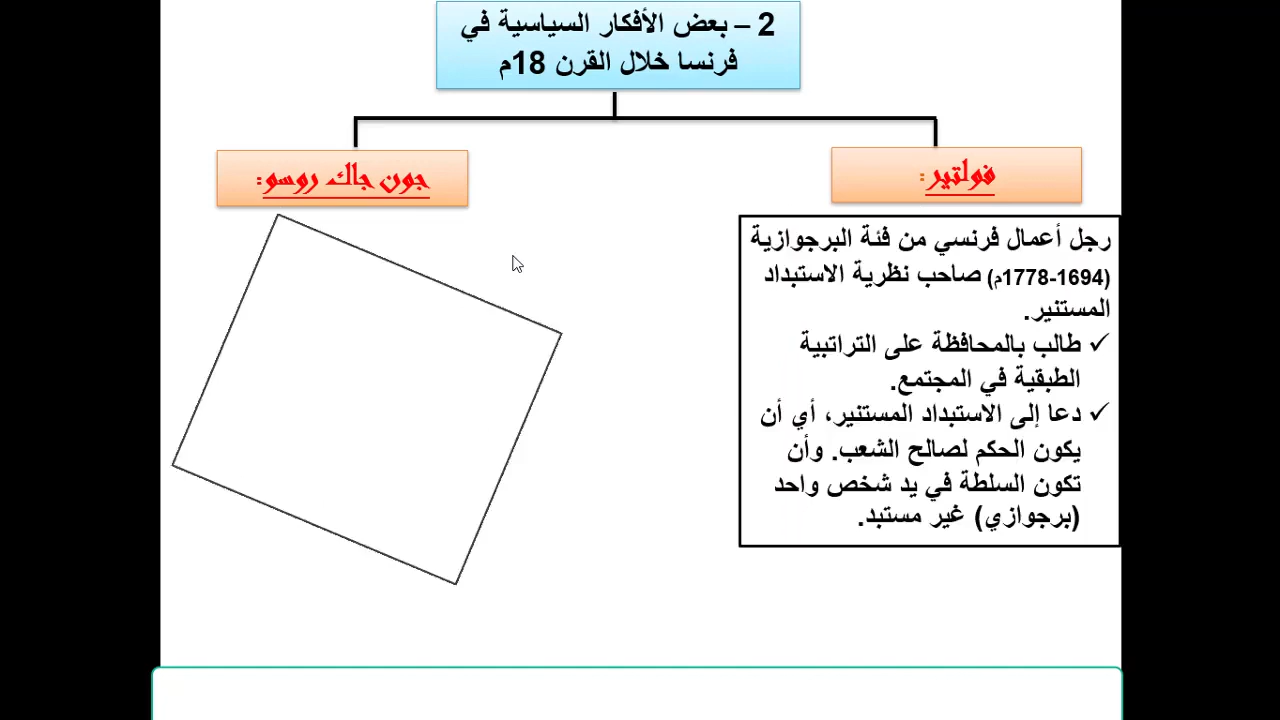 2 – بعض الأفكار السياسية في
فرنسا خلال القرن 18م
فولتير:
جون جاك روسو:
رجل أعمال فرنسي من فئة البرجوازية
(1694-1778م) صاحب نظرية الاستبداد
المستنير.
✓ طالب بالمحافظة على التراتبية
الطبقية في المجتمع.
✓ دعا إلى الاستبداد المستنير، أي أن
يكون الحكم لصالح الشعب. وأن
تكون السلطة في يد شخص واحد
(برجوازي) غير مستبد.